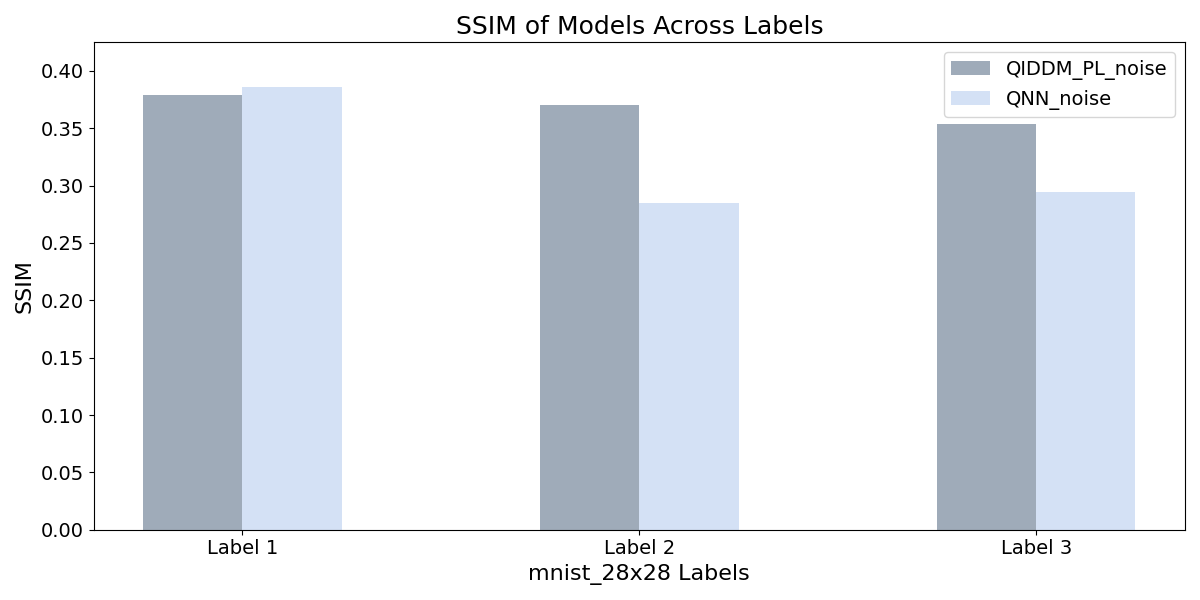 SSIM of Models Across Labels
QIDDM_PL_noise
QNN_noise
SSIM
0.40
0.35
0.30
0.25
0.20
0.15
0.10
0.05
0.00
Label 1
Label 2
Label 3
mnist_28x28 Labels